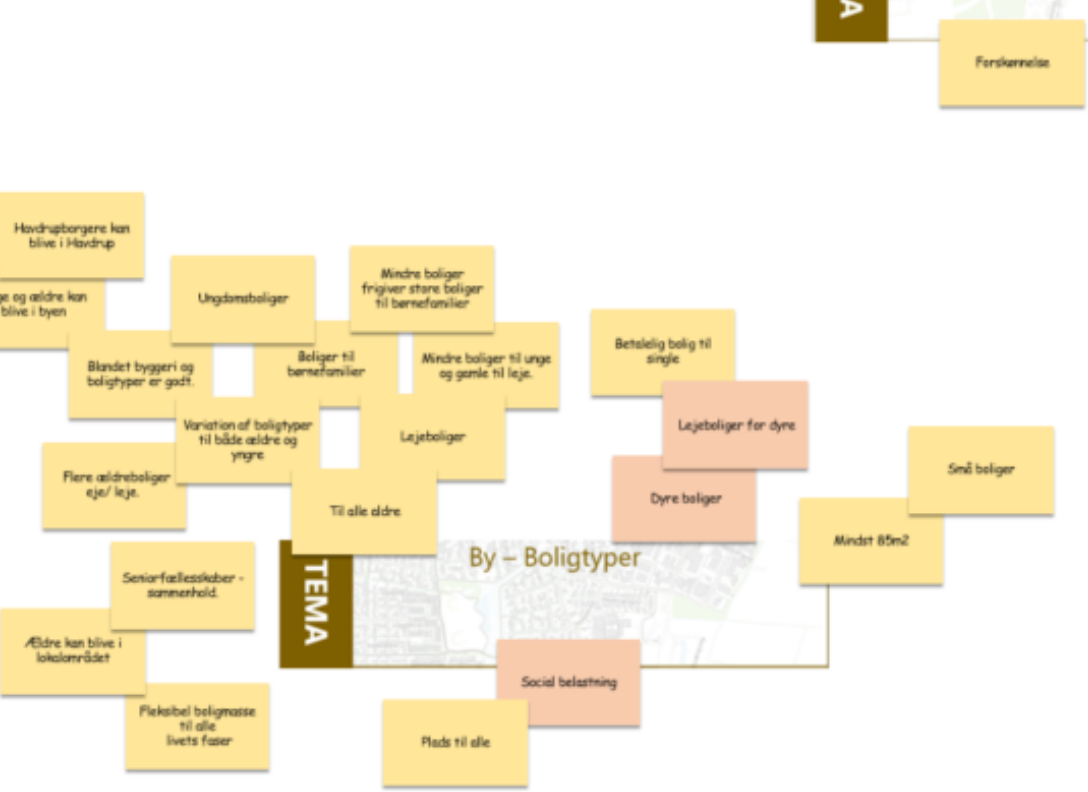 A
Forskønnelse
Havdrupborgere kan
blive i Havdrup
ge og ældre kan
blive i byen
Ungdomsboliger
Mindre boliger
frigiver store boliger
til børnefamilier
Blandet byggeri og
boligtyper er godt.
Boliger til
børnefamilier
Mindre boliger til unge
og gamle til leje.
Betalelig bolig til
single
Variation af boligtyper
til både ældre og
yngre
Lejeboliger
Lejeboliger for dyre
Flere ældreboliger
eje/ leje.
Til alle aldre
Dyre boliger
Små boliger
Mindst 85m2
TEMA
By – Boligtyper
Seniorfællesskaber -
sammenhold.
Ældre kan blive i
lokalområdet
Fleksibel boligmasse
til alle
livets faser
Social belastning
Plads til alle